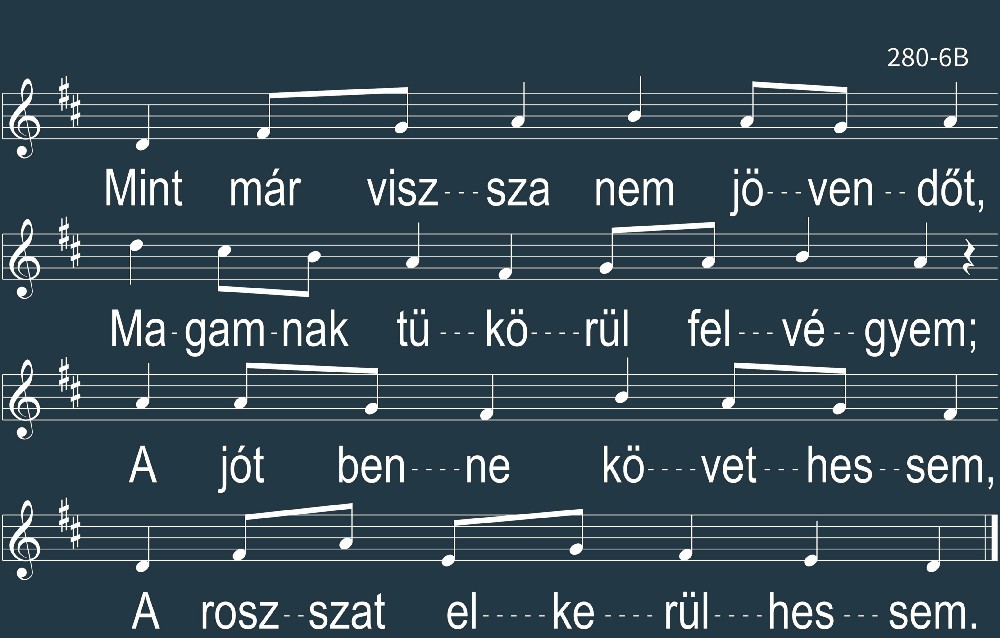 280-6B
Mint már visz---sza nem jö---ven--dőt,
Ma-gam-nak tü---kö----rül fel---vé--gyem;
A jót ben----ne kö----vet---hes--sem,
A rosz--szat el-----ke----rül----hes---sem.